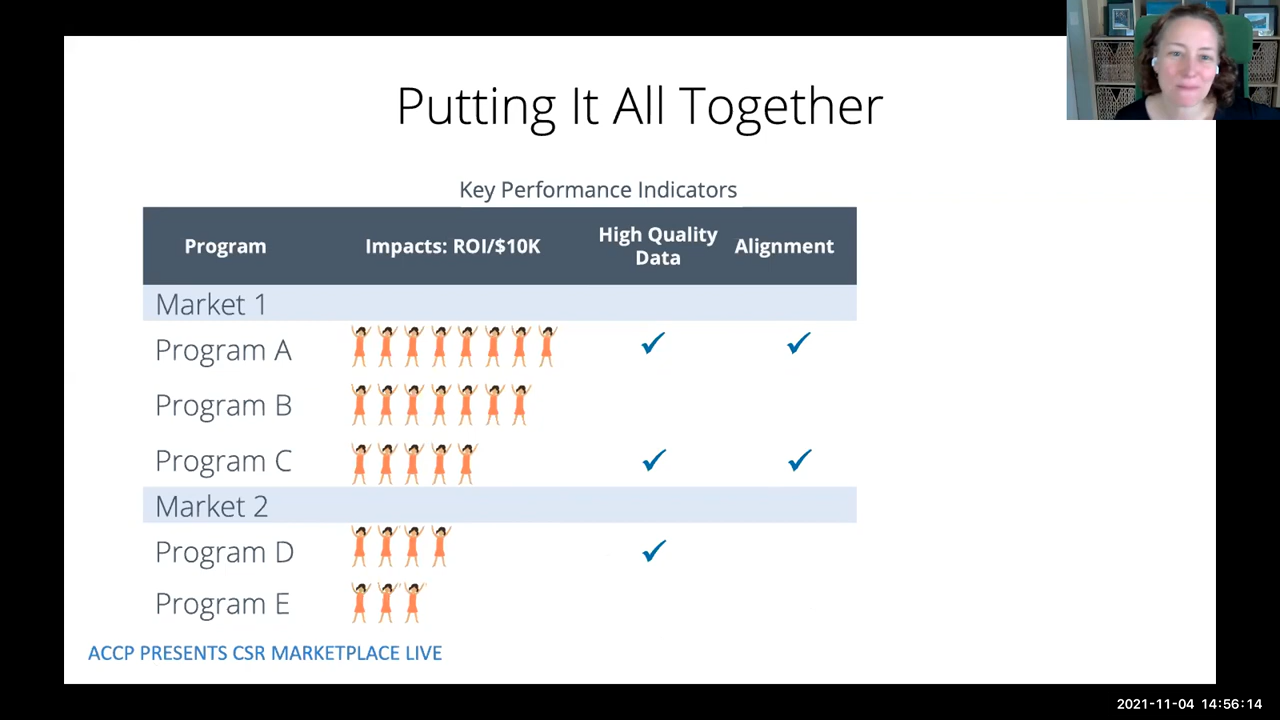 Putting It All Together
Key Performance Indicators
Program
Impacts: ROI/$10K
High Quality
Data
Alignment
Market 1
Program A
Program B
Program C
Market 2
Program D
Program E
ACCP PRESENTS CSR MARKETPLACE LIVE
2021-11-04 14:56:14